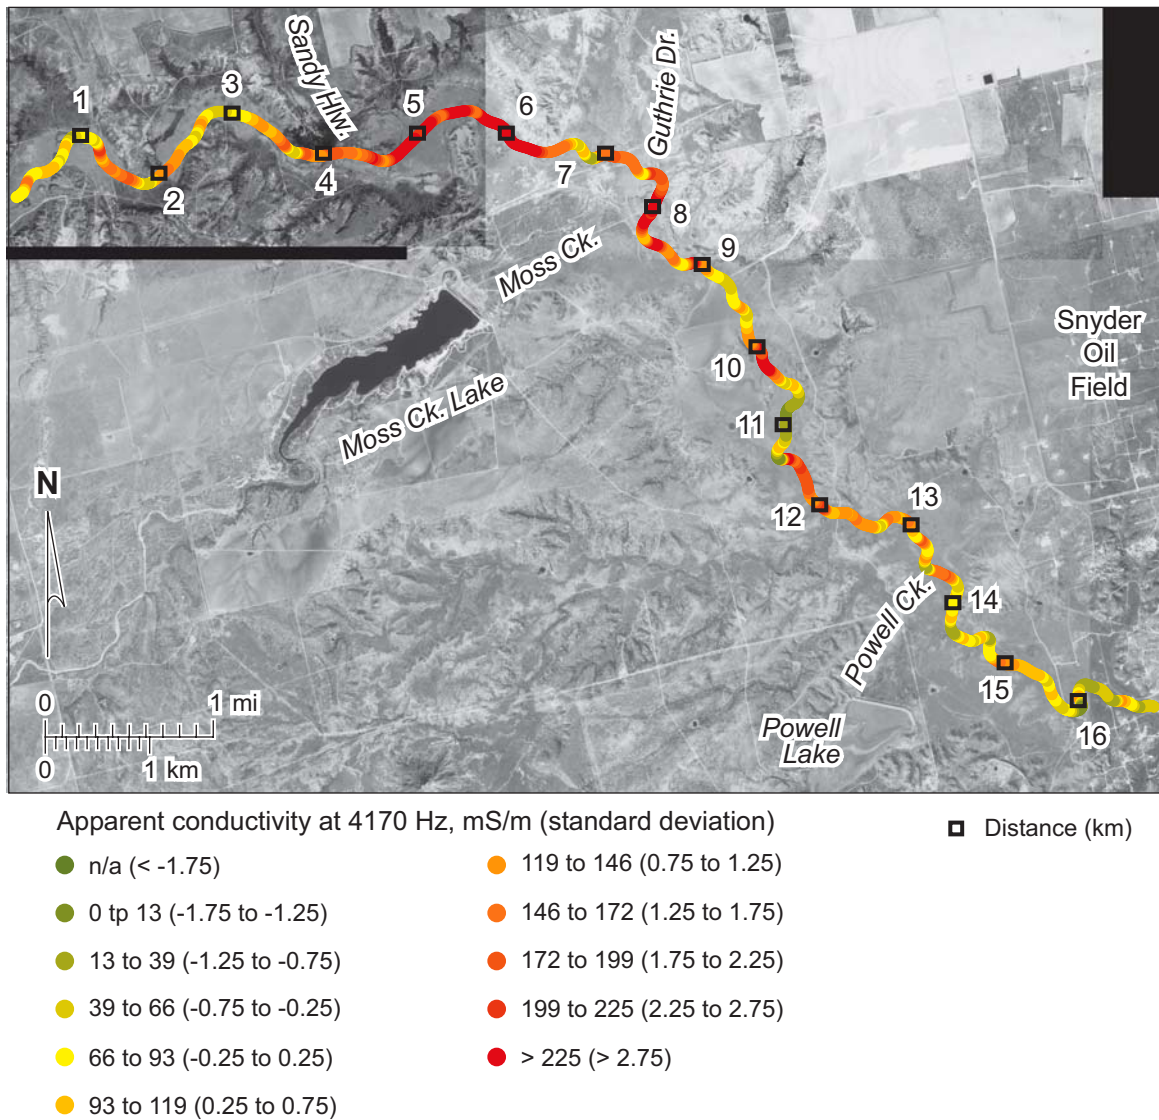 Sandy Hlw.
Guthrie Dr.
1
2
3
4
5
6
7
8
9
10
11
12
13
14
15
16
Moss Ck.
Moss Ck. Lake
Snyder
Oil
Field
Powell Ck.
Powell
Lake
N
0
1 mi
0
1 km
Apparent conductivity at 4170 Hz, mS/m (standard deviation)
n/a (< -1.75)
0 tp 13 (-1.75 to -1.25)
13 to 39 (-1.25 to -0.75)
39 to 66 (-0.75 to -0.25)
66 to 93 (-0.25 to 0.25)
93 to 119 (0.25 to 0.75)
119 to 146 (0.75 to 1.25)
146 to 172 (1.25 to 1.75)
172 to 199 (1.75 to 2.25)
199 to 225 (2.25 to 2.75)
> 225 (> 2.75)
Distance (km)